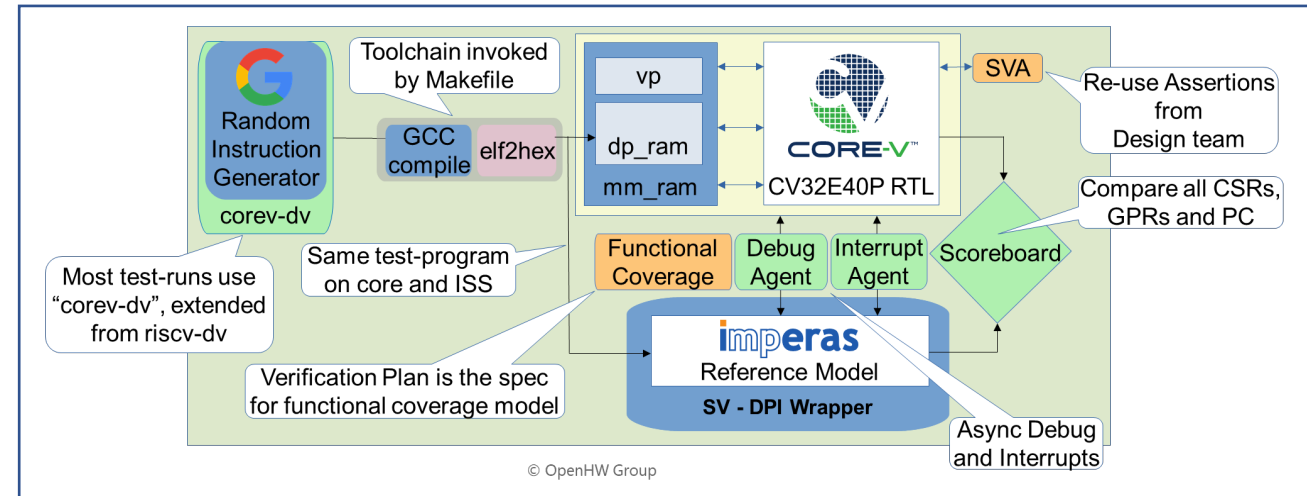 Random
Instruction
Generator
corev-dv
Toolchain invoked
by Makefile
GCC
compile
elf2hex
vp
dp_ram
mm_ram
CORE-V™
CV32E40P RTL
SVA
Re-use Assertions
from
Design team
Compare all CSRs,
GPRs and PC
Scoreboard
Most test-runs use
“corev-dv”, extended
from riscv-dv
Same test-program
on core and ISS
Functional
Coverage
Debug
Agent
Interrupt
Agent
Verification Plan is the spec
for functional coverage model
imperas
Reference Model
SV - DPI Wrapper
Async Debug
and Interrupts
© OpenHW Group